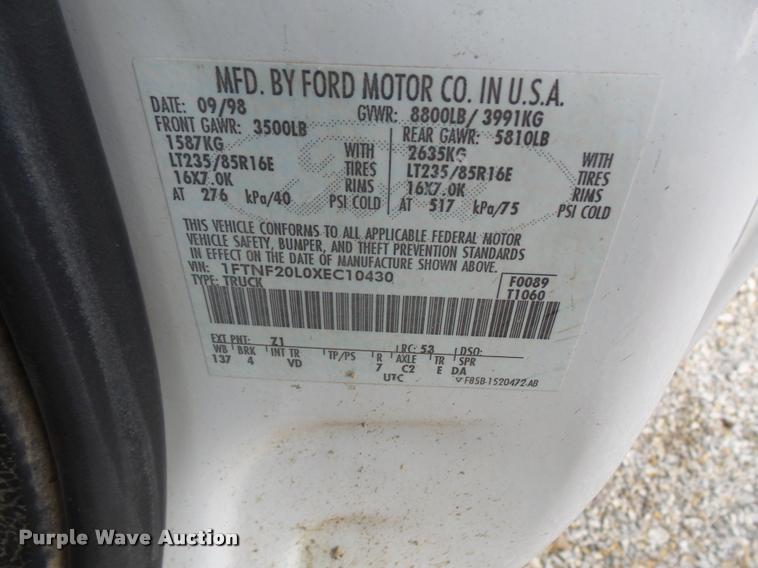 MFD. BY FORD MOTOR CO. IN U.S.A.
DATE: 09/98 GVWR: 8800LB/ 3991KG
FRONT GAWR: 3500LB REAR GAWR: 5810LB
1587KG WITH 2635KG WITH
LT235/85R16E TIRES LT235/85R16E TIRES
16X7.0K RIMS 16X7.0K RIMS
AT 276 kPa/40 PSI COLD AT 517 kPa/75 PSI COLD
THIS VEHICLE CONFORMS TO ALL APPLICABLE FEDERAL MOTOR
VEHICLE SAFETY, BUMPER, AND THEFT PREVENTION STANDARDS
IN EFFECT ON THE DATE OF MANUFACTURE SHOWN ABOVE.
VIN: 1FTNF20L0XEC10430 F0089
TYPE: TRUCK T1060
EXT PNT: Z1 RC: 53 DSO:
WB BRK INT TR TP/PS R AXLE TR SPR
137 4 VD 7 C2 E DA
UTC F85B-1520472-AB
Purple Wave Auction